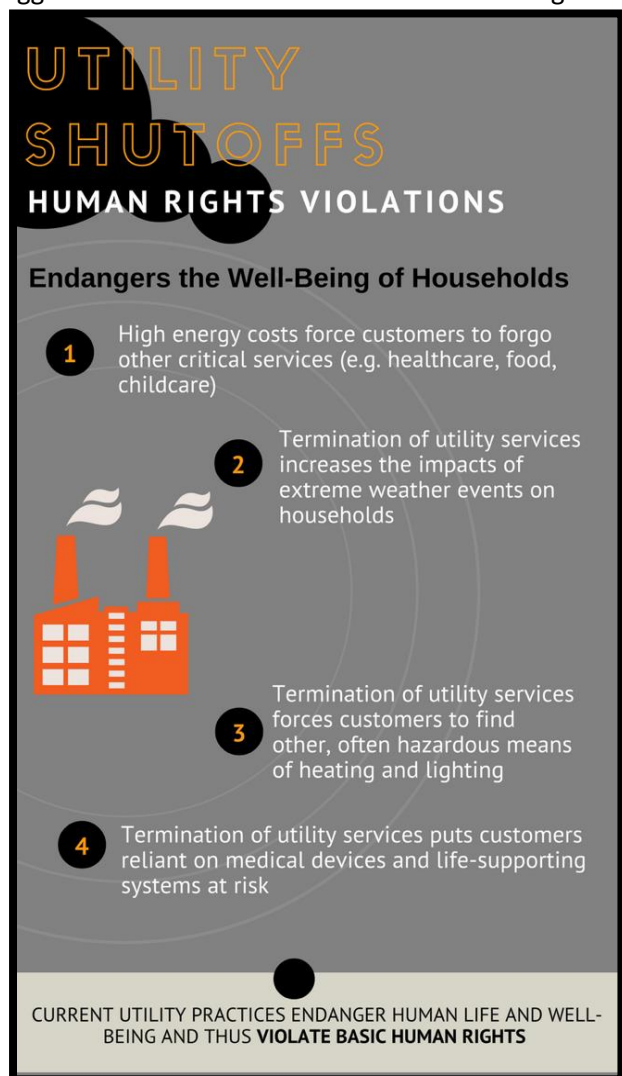 UTILITY
SHUTOFFS
HUMAN RIGHTS VIOLATIONS
Endangers the Well-Being of Households
1
High energy costs force customers to forgo
other critical services (e.g. healthcare, food,
childcare)
2
Termination of utility services
increases the impacts of
extreme weather events on
households
3
Termination of utility services
forces customers to find
other, often hazardous means
of heating and lighting
4
Termination of utility services puts customers
reliant on medical devices and life-supporting
systems at risk
CURRENT UTILITY PRACTICES ENDANGER HUMAN LIFE AND WELL-
BEING AND THUS VIOLATE BASIC HUMAN RIGHTS